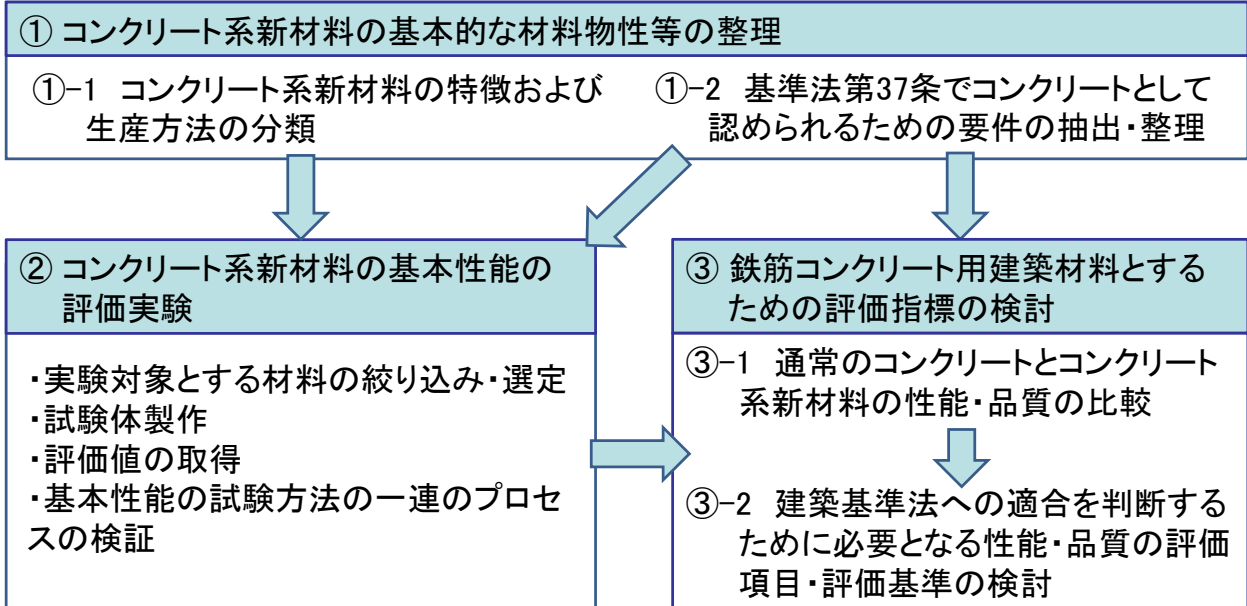 ① コンクリート系新材料の基本的な材料物性等の整理
①-1 コンクリート系新材料の特徴および
生産方法の分類
①-2 基準法第37条でコンクリートとして
認められるための要件の抽出・整理
② コンクリート系新材料の基本性能の
評価実験
・実験対象とする材料の絞り込み・選定
・試験体製作
・評価値の取得
・基本性能の試験方法の一連のプロセ
スの検証
③ 鉄筋コンクリート用建築材料とする
ための評価指標の検討
③-1 通常のコンクリートとコンクリート
系新材料の性能・品質の比較
③-2 建築基準法への適合を判断する
ために必要となる性能・品質の評価
項目・評価基準の検討